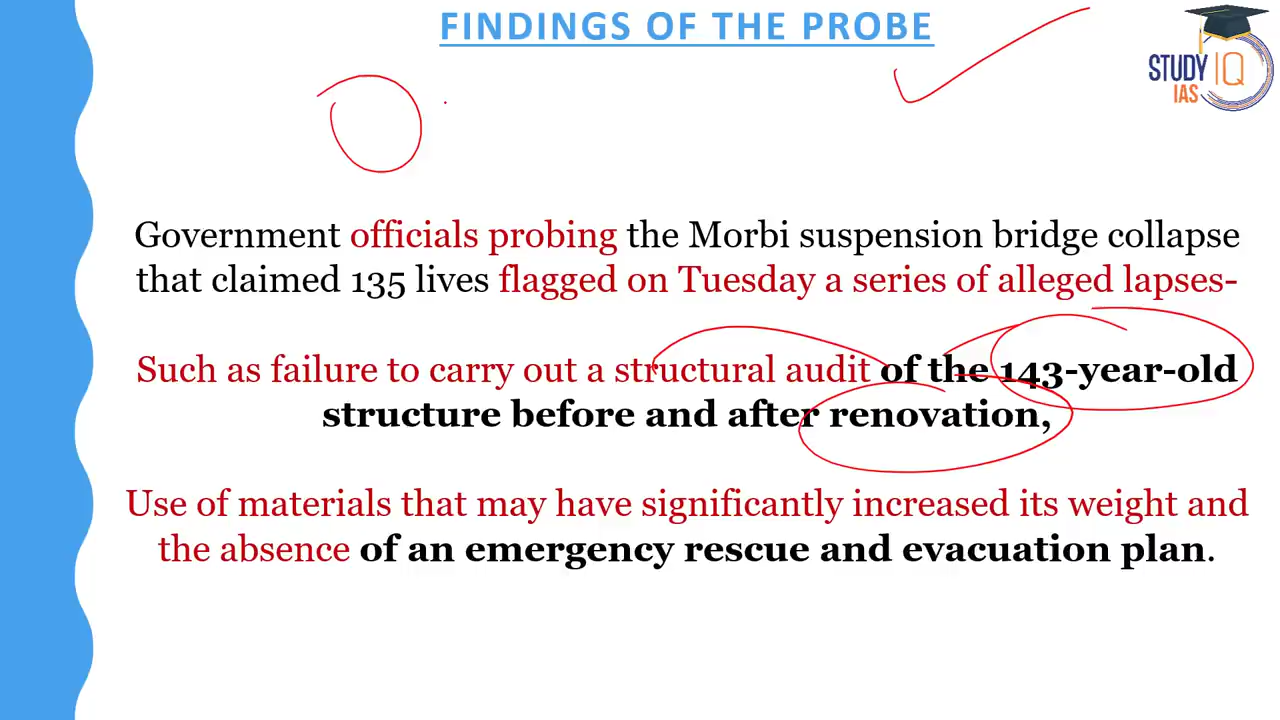 FINDINGS OF THE PROBE
STUDY IQ
IAS
Government officials probing the Morbi suspension bridge collapse
that claimed 135 lives flagged on Tuesday a series of alleged lapses-
Such as failure to carry out a structural audit of the 143-year-old
structure before and after renovation,
Use of materials that may have significantly increased its weight and
the absence of an emergency rescue and evacuation plan.